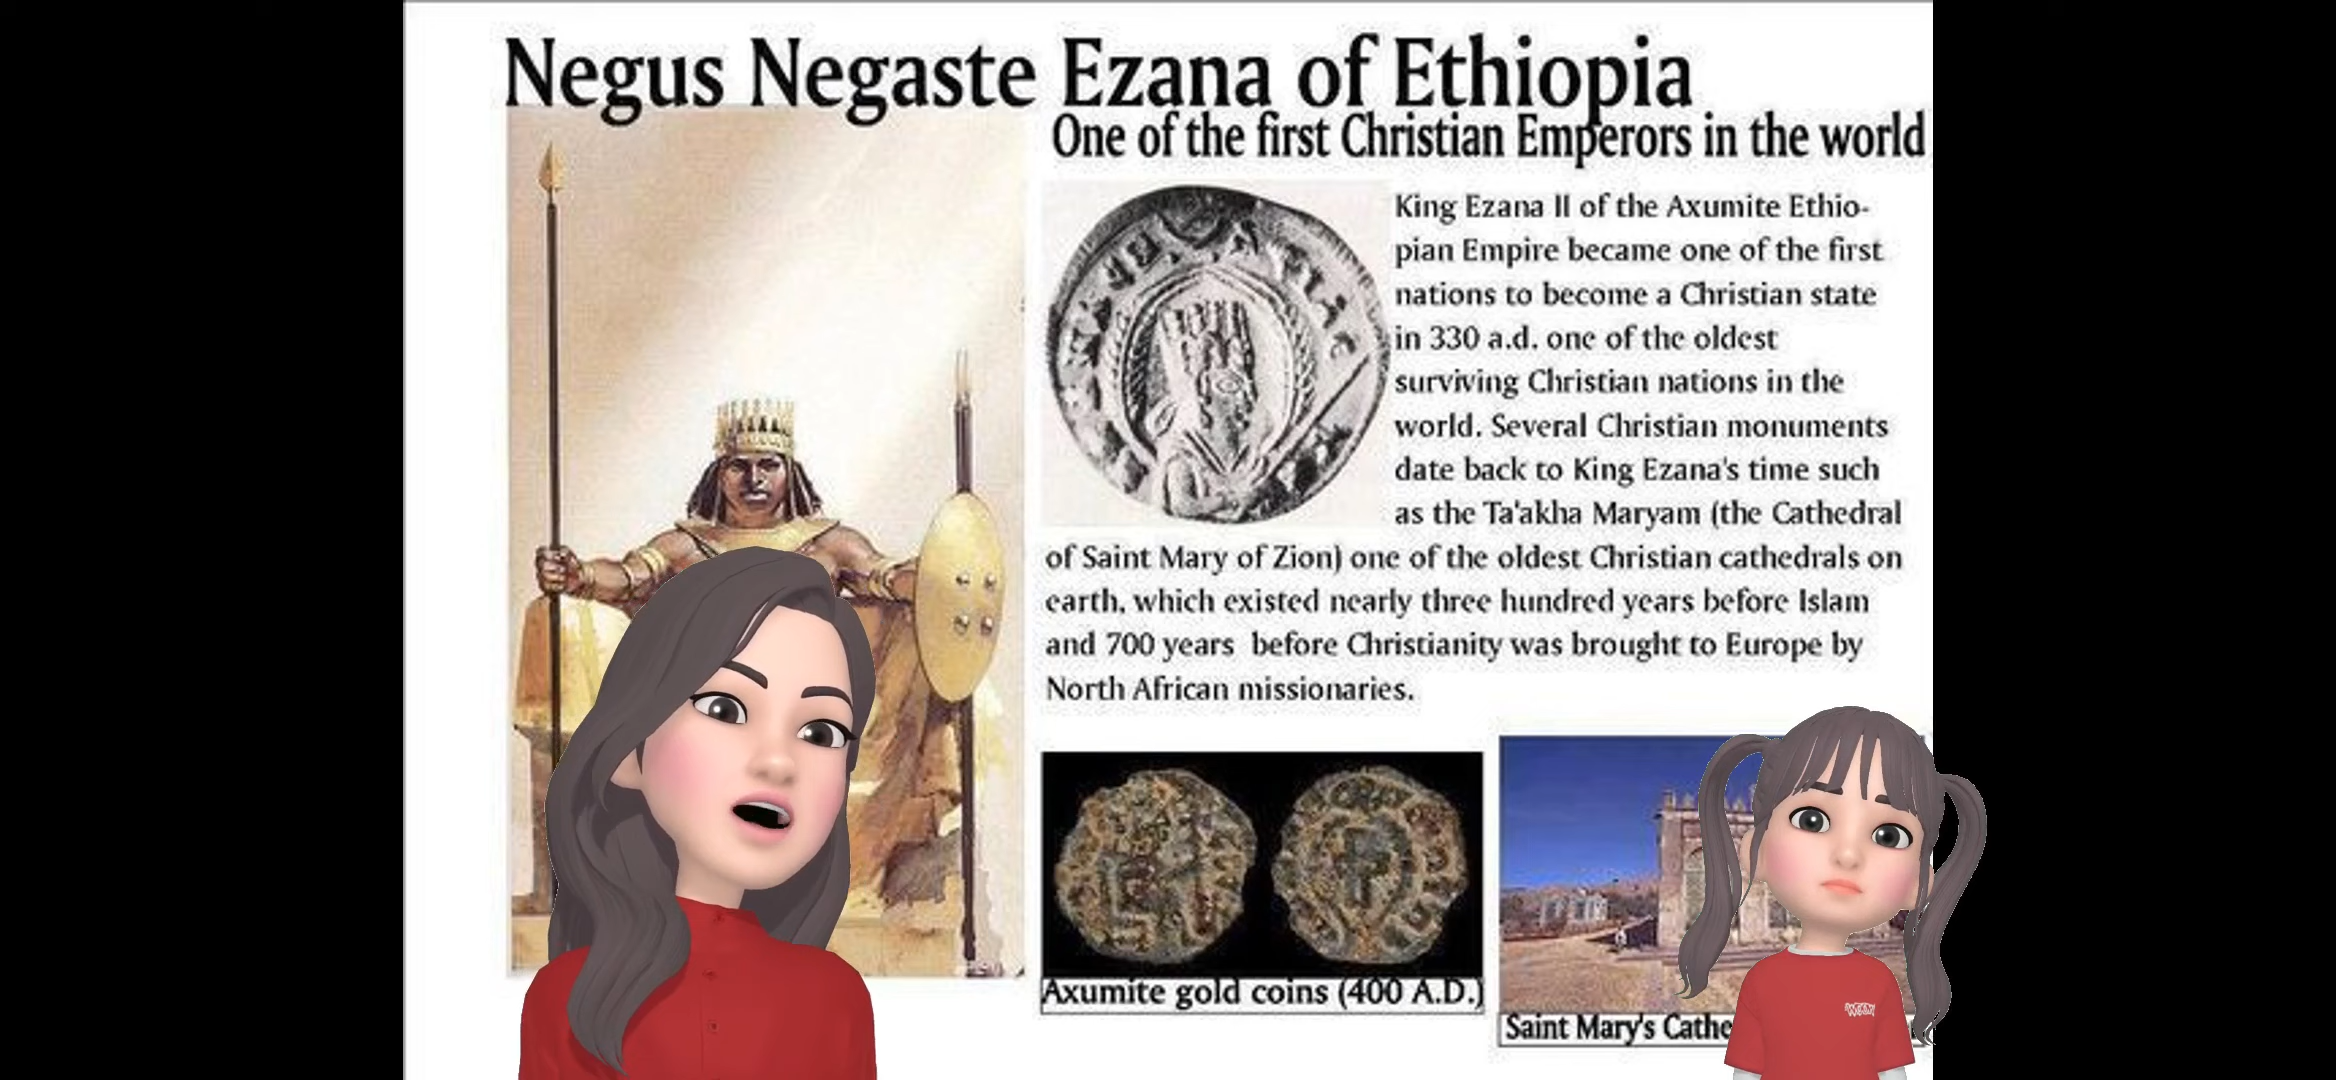 Negus Negaste Ezana of Ethiopia
One of the first Christian Emperors in the world
King Ezana II of the Axumite Ethio-
pian Empire became one of the first
nations to become a Christian state
in 330 a.d. one of the oldest
surviving Christian nations in the
world. Several Christian monuments
date back to King Ezana's time such
as the Ta'akha Maryam (the Cathedral
of Saint Mary of Zion) one of the oldest Christian cathedrals on
earth, which existed nearly three hundred years before Islam
and 700 years before Christianity was brought to Europe by
North African missionaries.
Axumite gold coins (400 A.D.)
Saint Mary's